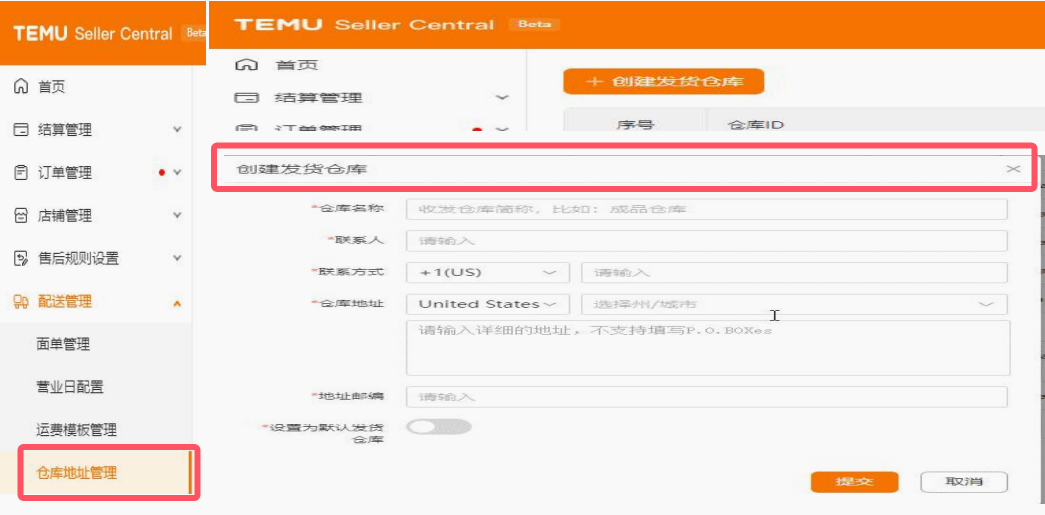 TEMU Seller Central Beta
首页
结算管理
订单管理
店铺管理
售后规则设置
配送管理
面单管理
营业日配置
运费模板管理
仓库地址管理
TEMU Seller Central Beta
首页
结算管理
订单管理
+ 创建发货仓库
序号 仓库ID
创建发货仓库
*仓库名称 收发仓库简称, 比如: 成品仓库
*联系人 请输入
*联系方式 +1(US) 请输入
*仓库地址 United States 选择州/城市
请输入详细的地址, 不支持填写P.O.BOXes
*地址邮编 请输入
*设置为默认发货
仓库
提交 取消